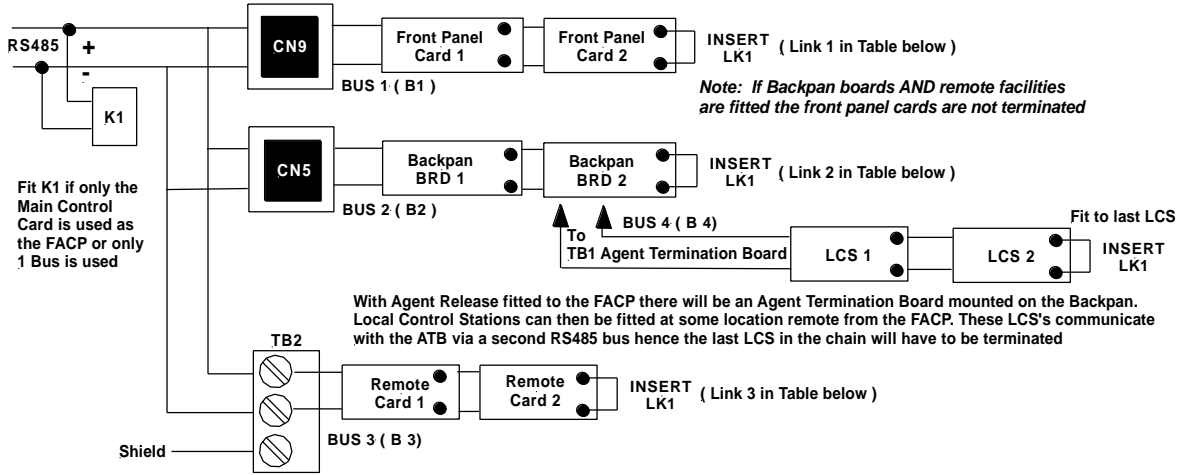 RS485
+
-
K1
CN9
Front Panel
Card 1
Front Panel
Card 2
INSERT
LK1
( Link 1 in Table below )
BUS 1 ( B1 )
Note: If Backpan boards AND remote facilities
are fitted the front panel cards are not terminated
Fit K1 if only the
Main Control
Card is used as
the FACP or only
1 Bus is used
CN5
Backpan
BRD 1
Backpan
BRD 2
INSERT
LK1
( Link 2 in Table below )
BUS 2 ( B2 )
BUS 4 ( B 4)
To
TB1 Agent Termination Board
LCS 1
LCS 2
Fit to last LCS
INSERT
LK1
With Agent Release fitted to the FACP there will be an Agent Termination Board mounted on the Backpan.
Local Control Stations can then be fitted at some location remote from the FACP. These LCS's communicate
with the ATB via a second RS485 bus hence the last LCS in the chain will have to be terminated
TB2
Remote
Card 1
Remote
Card 2
INSERT
LK1
( Link 3 in Table below )
BUS 3 ( B 3)
Shield